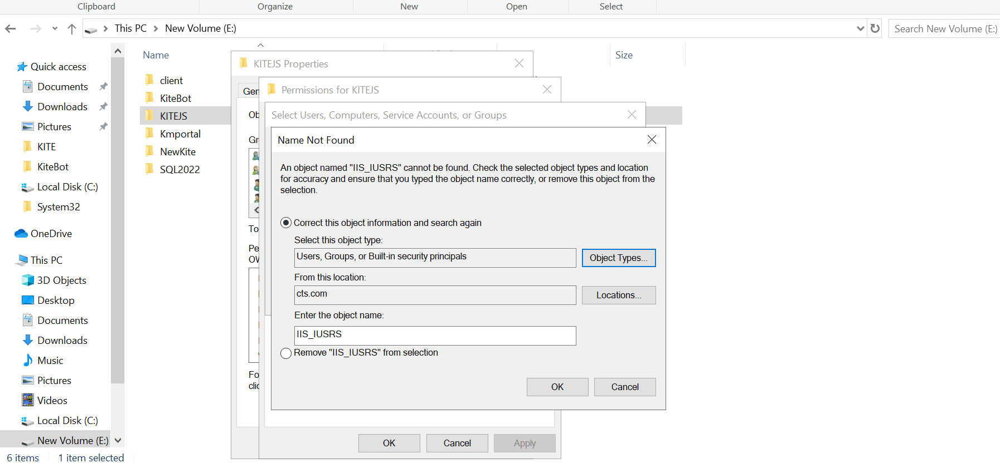 Clipboard
Organize
New
Open
Select
This PC
New Volume (E:)
Search New Volume (E:)
Name
Size
Quick access
Documents
Downloads
Pictures
KITE
KiteBot
Local Disk (C:)
System32
OneDrive
This PC
3D Objects
Desktop
Documents
Downloads
Music
Pictures
Videos
Local Disk (C:)
New Volume (E:)
6 items
1 item selected
client
KiteBot
KITEJS
Kmportal
NewKite
SQL2022
KITEJS Properties
Gen
Ob
Gr
To
Pe
OW
Fo
clic
Permissions for KITEJS
Select Users, Computers, Service Accounts, or Groups
Name Not Found
An object named "IIS_IUSRS" cannot be found. Check the selected object types and location
for accuracy and ensure that you typed the object name correctly, or remove this object from the
selection.
Correct this object information and search again
Select this object type:
Users, Groups, or Built-in security principals
Object Types...
From this location:
cts.com
Locations...
Enter the object name:
IIS_IUSRS
Remove "IIS_IUSRS" from selection
OK
Cancel
OK
Cancel
Apply